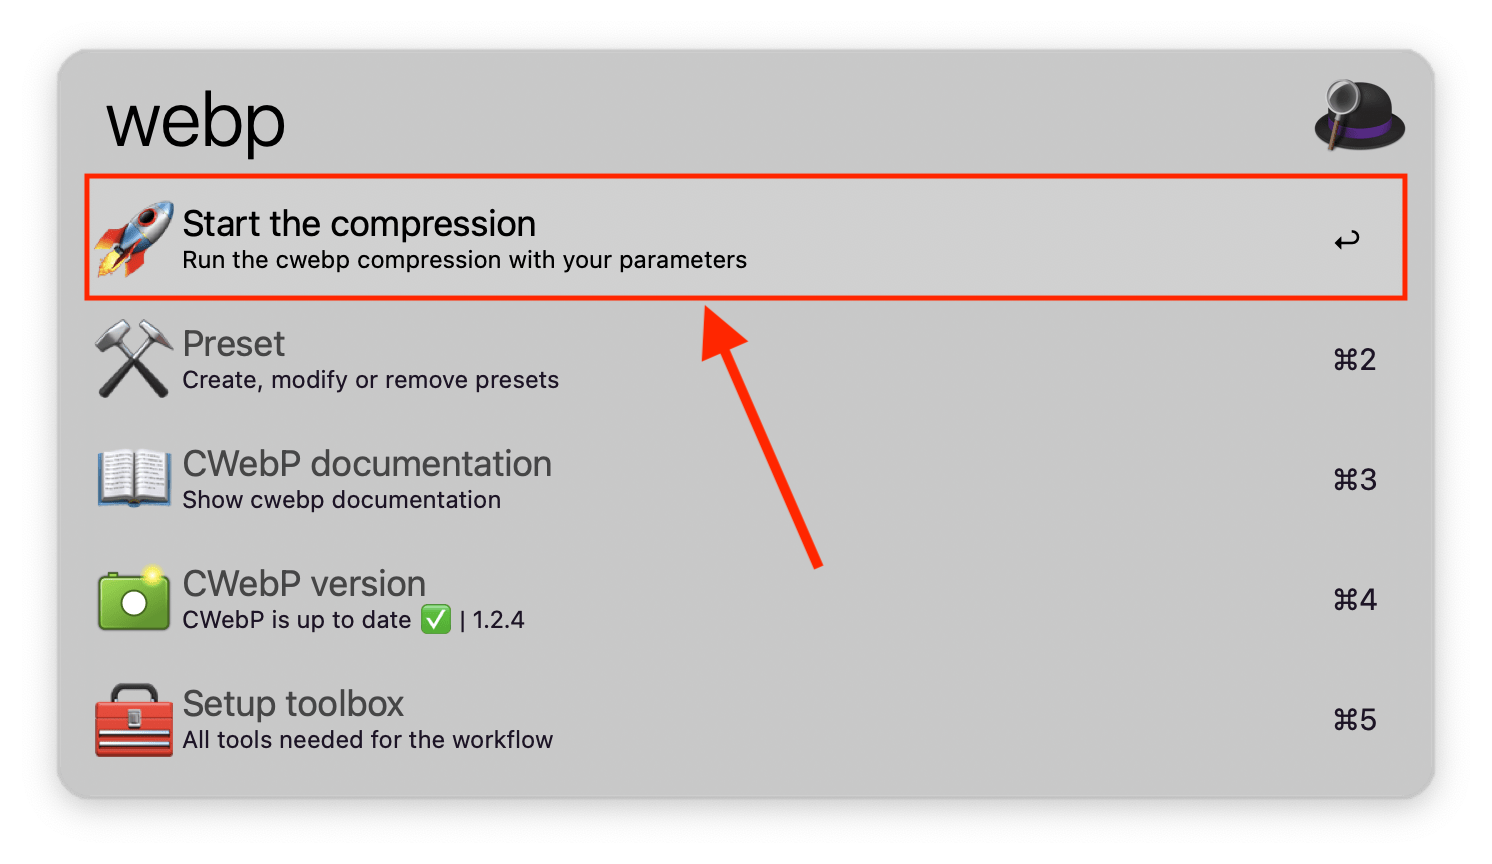 webp
Start the compression
Run the cwebp compression with your parameters
↩
Preset
Create, modify or remove presets
⌘2
CWebP documentation
Show cwebp documentation
⌘3
CWebP version
CWebP is up to date ✅ | 1.2.4
⌘4
Setup toolbox
All tools needed for the workflow
⌘5